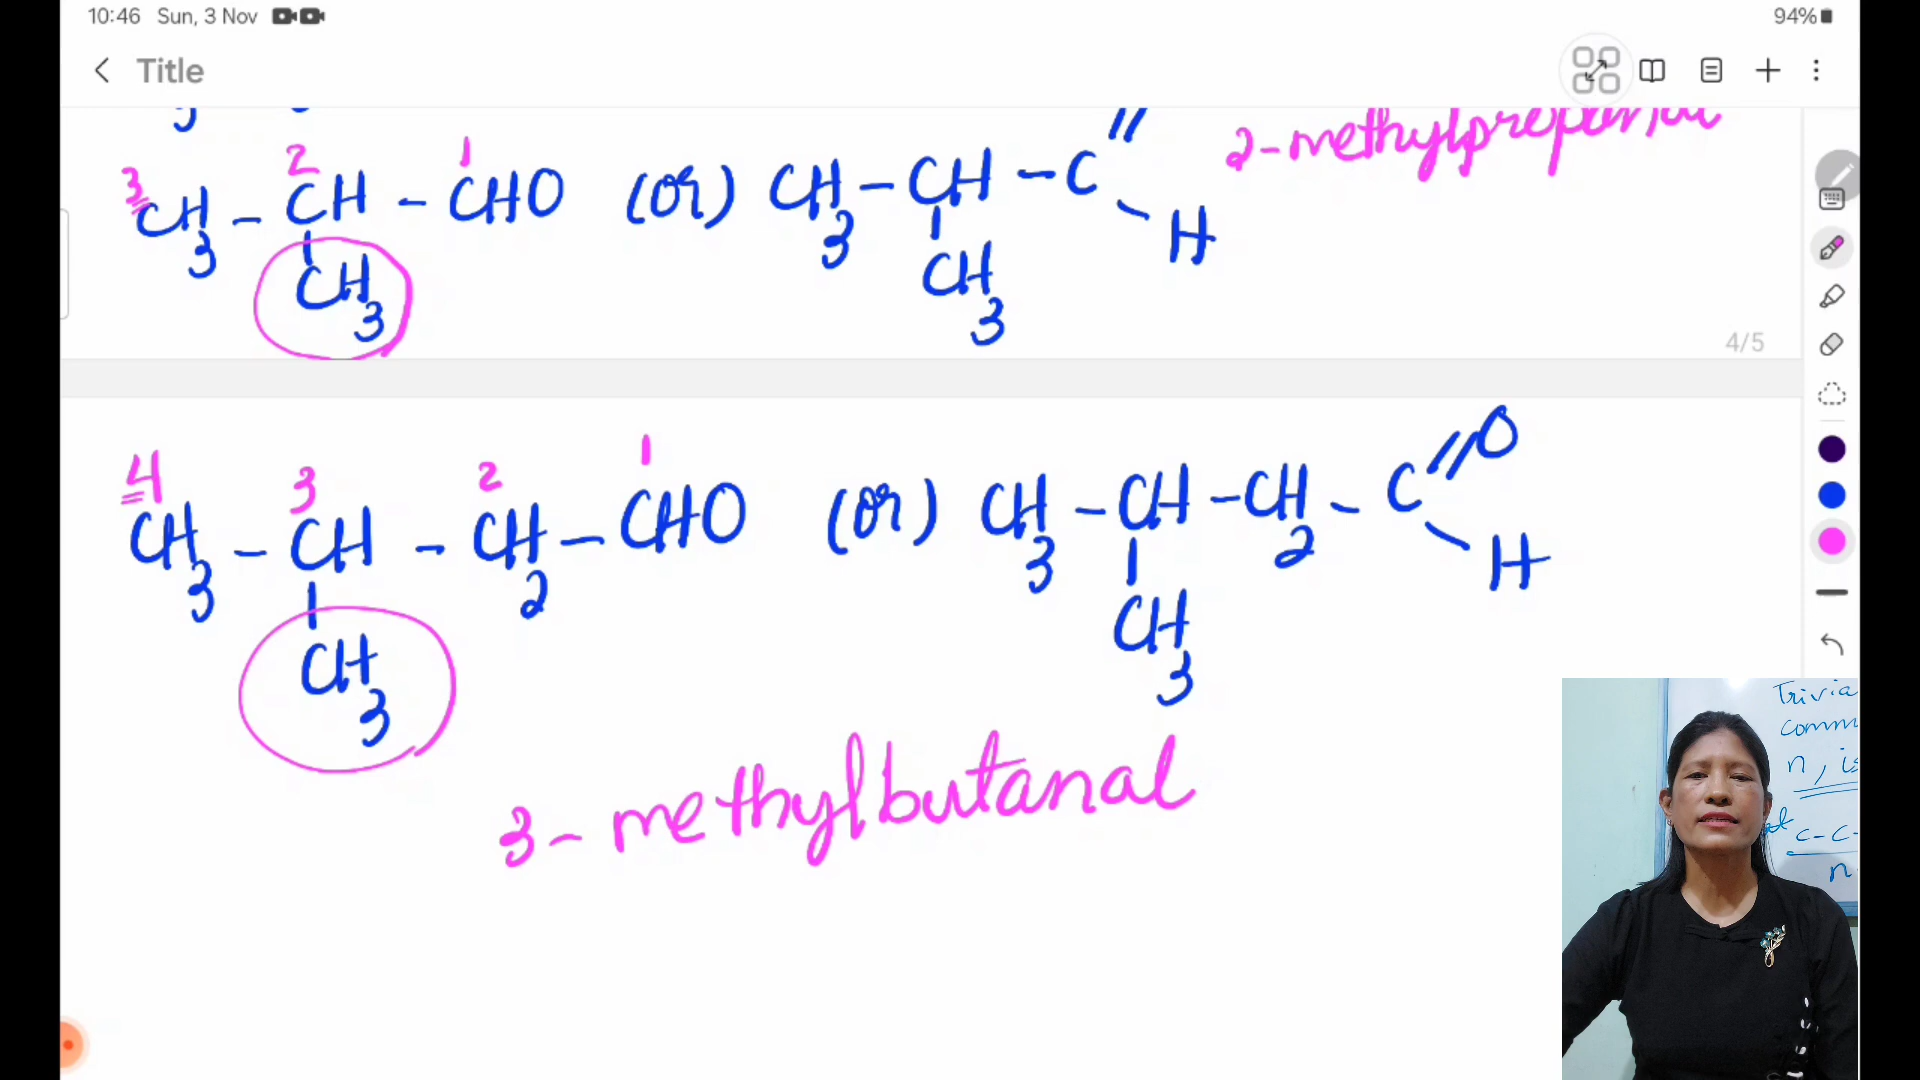 10:46 Sun, 3 Nov 94%
Title
2-methylpropanal
3 2 1
CH3 - CH - CHO (or) CH3 - CH - C
H
CH3 CH3
4/5
O
4 3 2 1
CH3 - CH - CH2 - CHO (or) CH3 - CH - CH2 - C
H
CH3 CH3
3- methylbutanal
Trivia
comm
n, is
C-C-
n